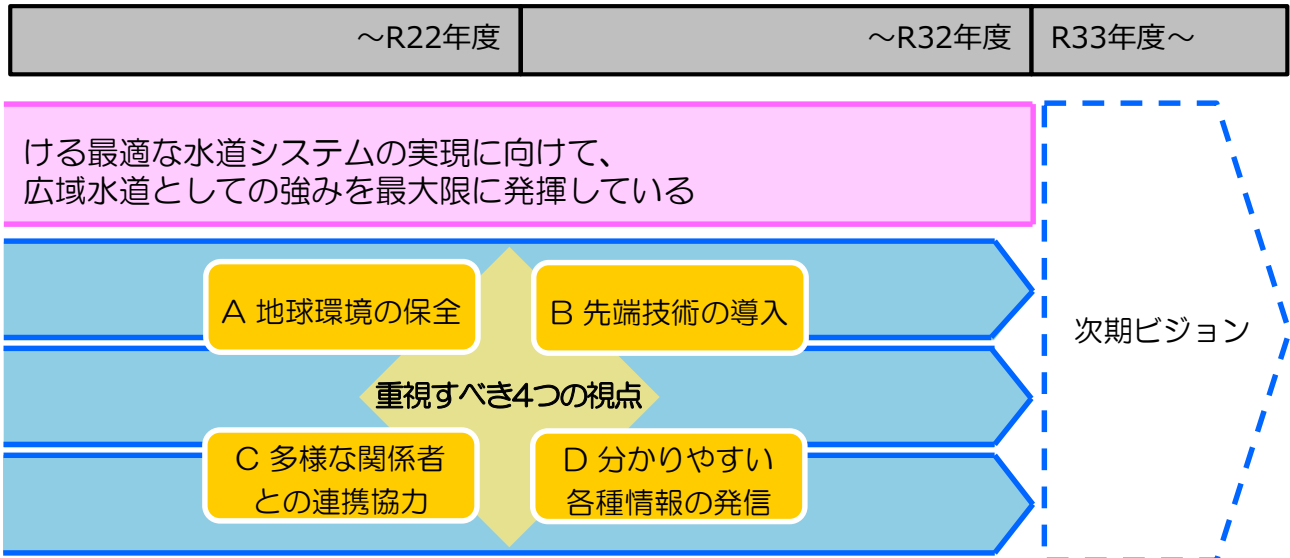 ～R22年度
～R32年度
R33年度～
ける最適な水道システムの実現に向けて、
広域水道としての強みを最大限に発揮している
A 地球環境の保全
B 先端技術の導入
次期ビジョン
重視すべき4つの視点
C 多様な関係者
との連携協力
D 分かりやすい
各種情報の発信